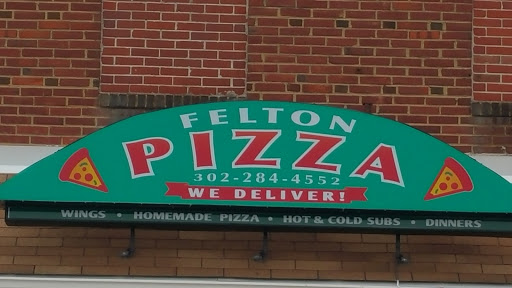 FELTON
PIZZA
302-284-4552
WE DELIVER!
WINGS • HOMEMADE PIZZA • HOT & COLD SUBS • DINNERS